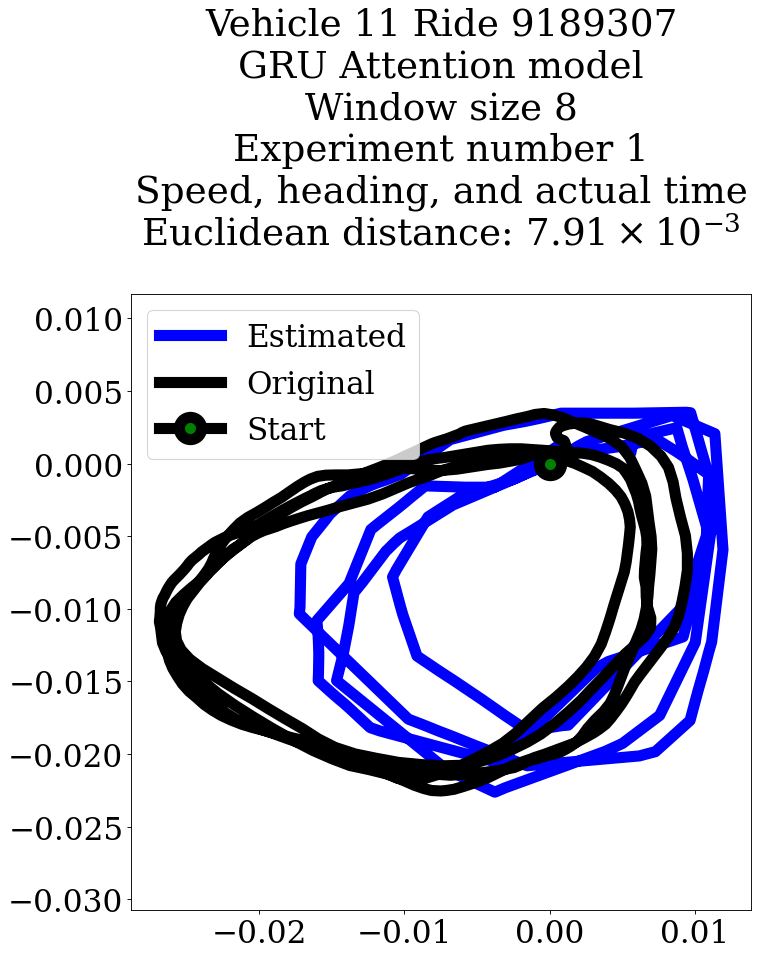 Vehicle 11 Ride 9189307
GRU Attention model
Window size 8
Experiment number 1
Speed, heading, and actual time
Euclidean distance: 7.91 × 10⁻³
0.010
0.005
0.000
−0.005
−0.010
−0.015
−0.020
−0.025
−0.030
Estimated
Original
Start
−0.02
−0.01
0.00
0.01